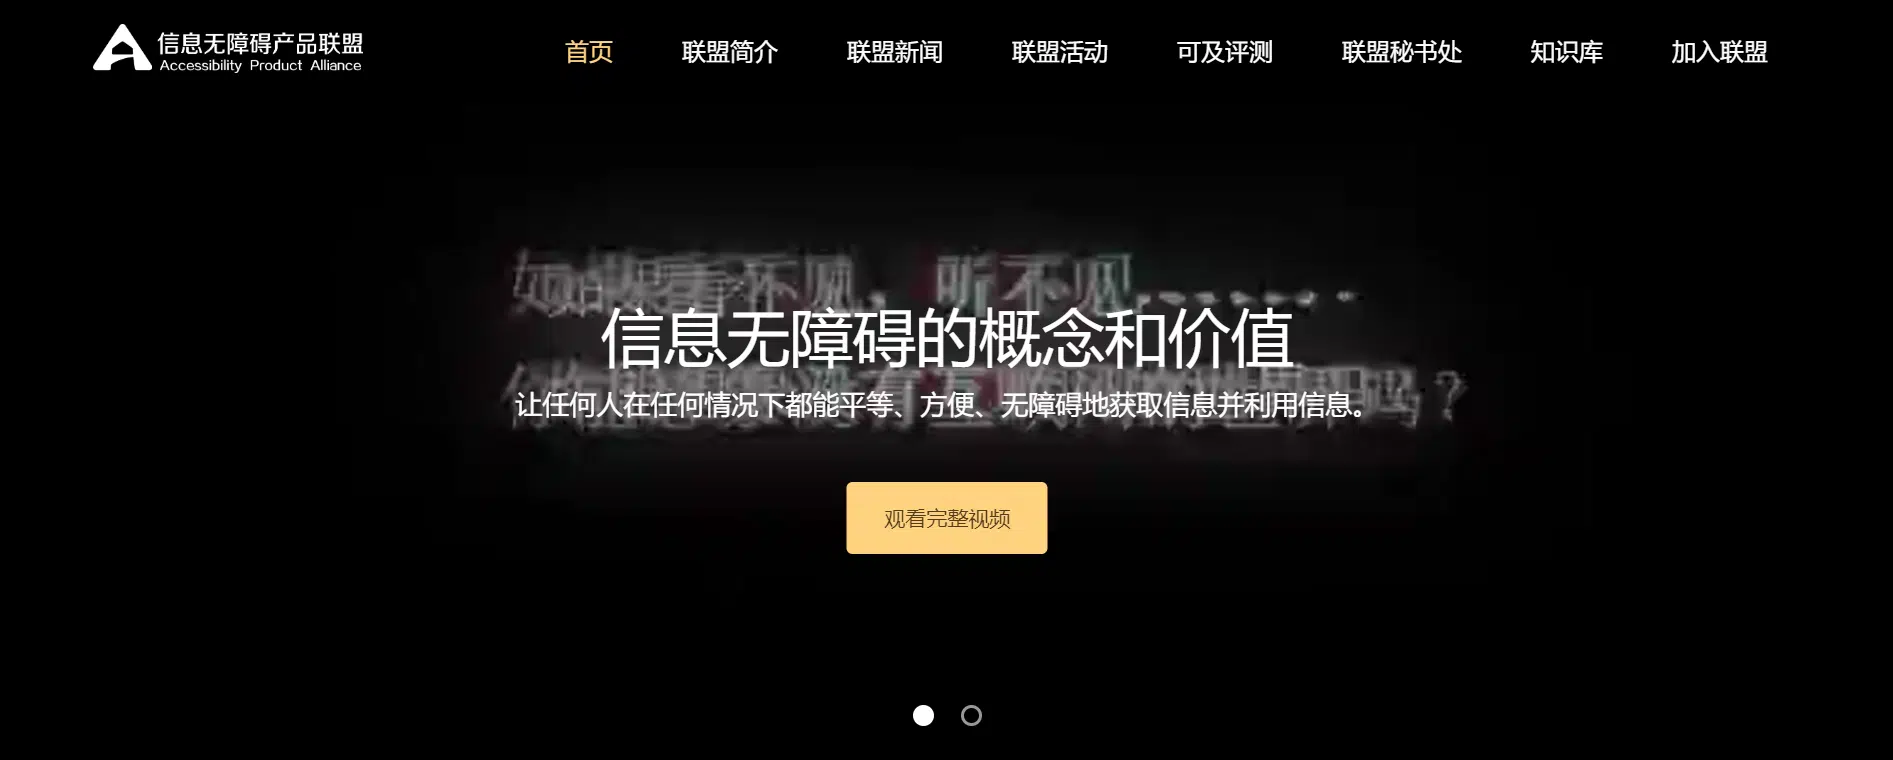 信息无障碍产品联盟
Accessibility Product Alliance
首页 联盟简介 联盟新闻 联盟活动 可及评测 联盟秘书处 知识库 加入联盟
看不见，听不见.......
信息无障碍的概念和价值
让任何人在任何情况下都能平等、方便、无障碍地获取信息并利用信息。
观看完整视频